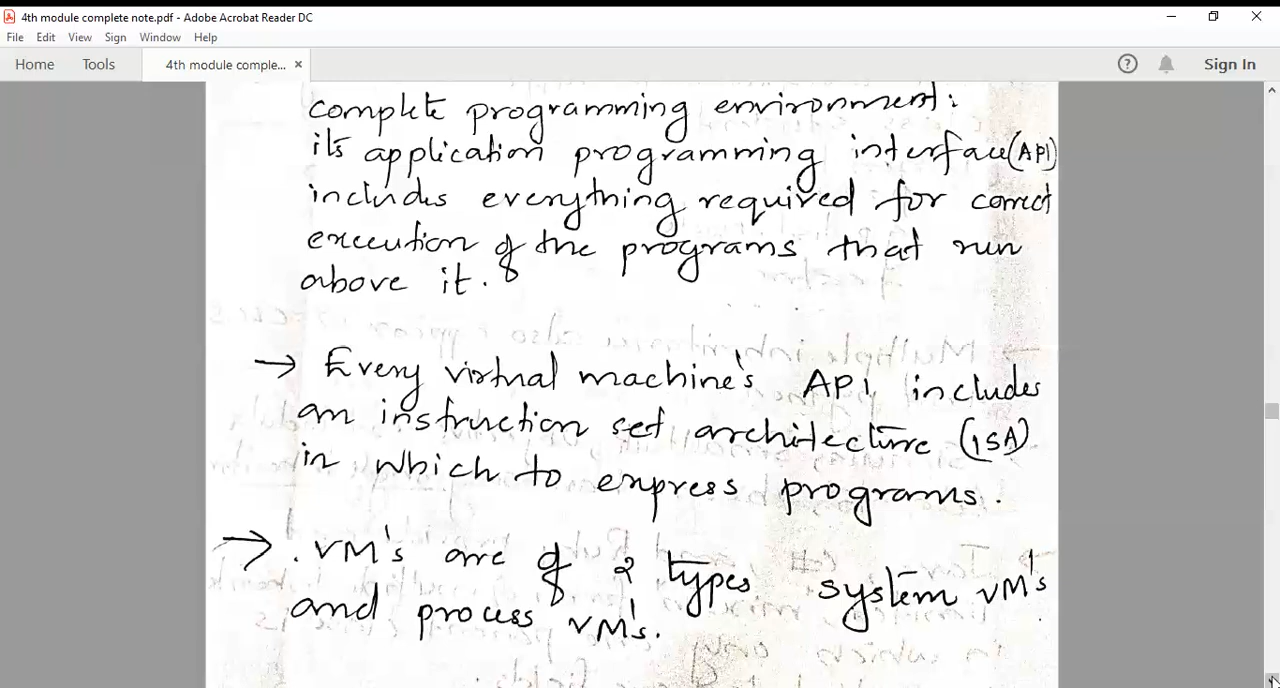 4th module complete note.pdf - Adobe Acrobat Reader DC
File Edit View Sign Window Help
Home Tools 4th module comple... × Sign In
complete programming environment:
its application programming interface (API)
includes everything required for correct
execution of the programs that run
above it.
→ Every virtual machine's API includes
an instruction set architecture (ISA)
in which to express programs.
→ . VM's are of 2 types system VM's
and process VM's.